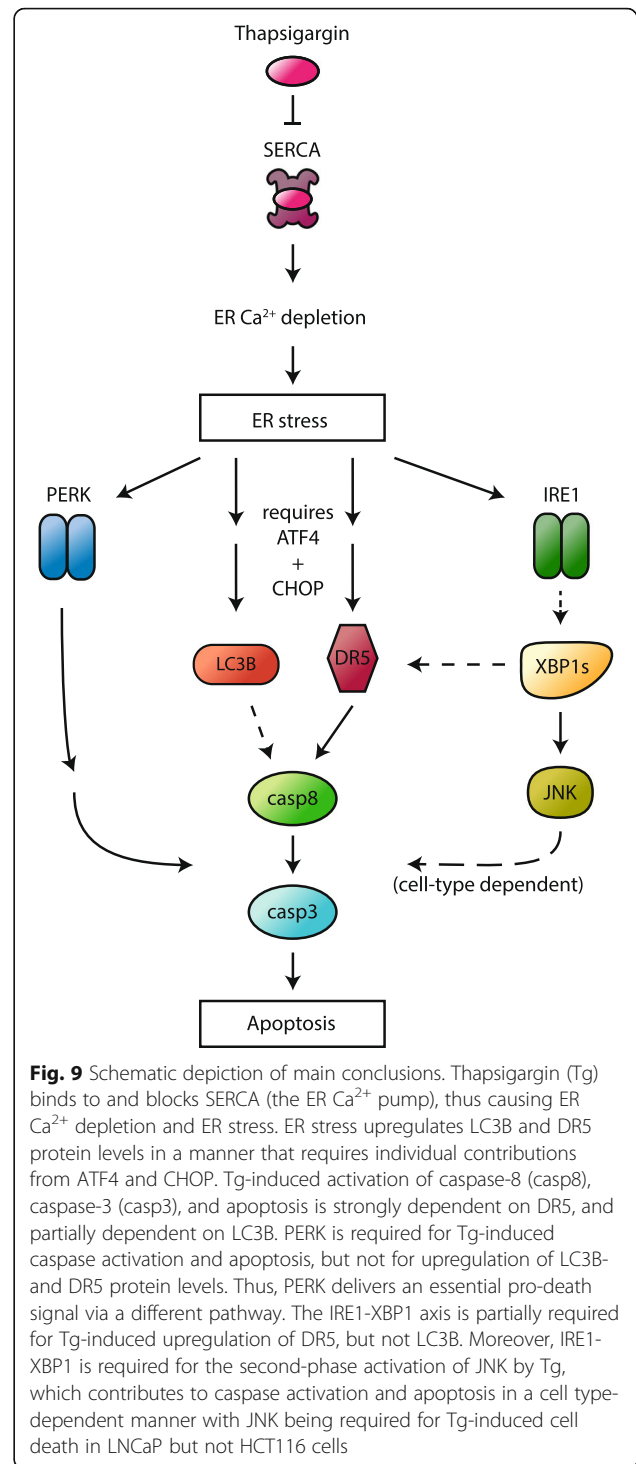 Thapsigargin
SERCA
ER Ca²⁺ depletion
ER stress
PERK
requires
ATF4
+
CHOP
IRE1
LC3B
DR5
XBP1s
casp8
JNK
(cell-type dependent)
casp3
Apoptosis
Fig. 9 Schematic depiction of main conclusions. Thapsigargin (Tg)
binds to and blocks SERCA (the ER Ca²⁺ pump), thus causing ER
Ca²⁺ depletion and ER stress. ER stress upregulates LC3B and DR5
protein levels in a manner that requires individual contributions
from ATF4 and CHOP. Tg-induced activation of caspase-8 (casp8),
caspase-3 (casp3), and apoptosis is strongly dependent on DR5, and
partially dependent on LC3B. PERK is required for Tg-induced
caspase activation and apoptosis, but not for upregulation of LC3B-
and DR5 protein levels. Thus, PERK delivers an essential pro-death
signal via a different pathway. The IRE1-XBP1 axis is partially required
for Tg-induced upregulation of DR5, but not LC3B. Moreover, IRE1-
XBP1 is required for the second-phase activation of JNK by Tg,
which contributes to caspase activation and apoptosis in a cell type-
dependent manner with JNK being required for Tg-induced cell
death in LNCaP but not HCT116 cells